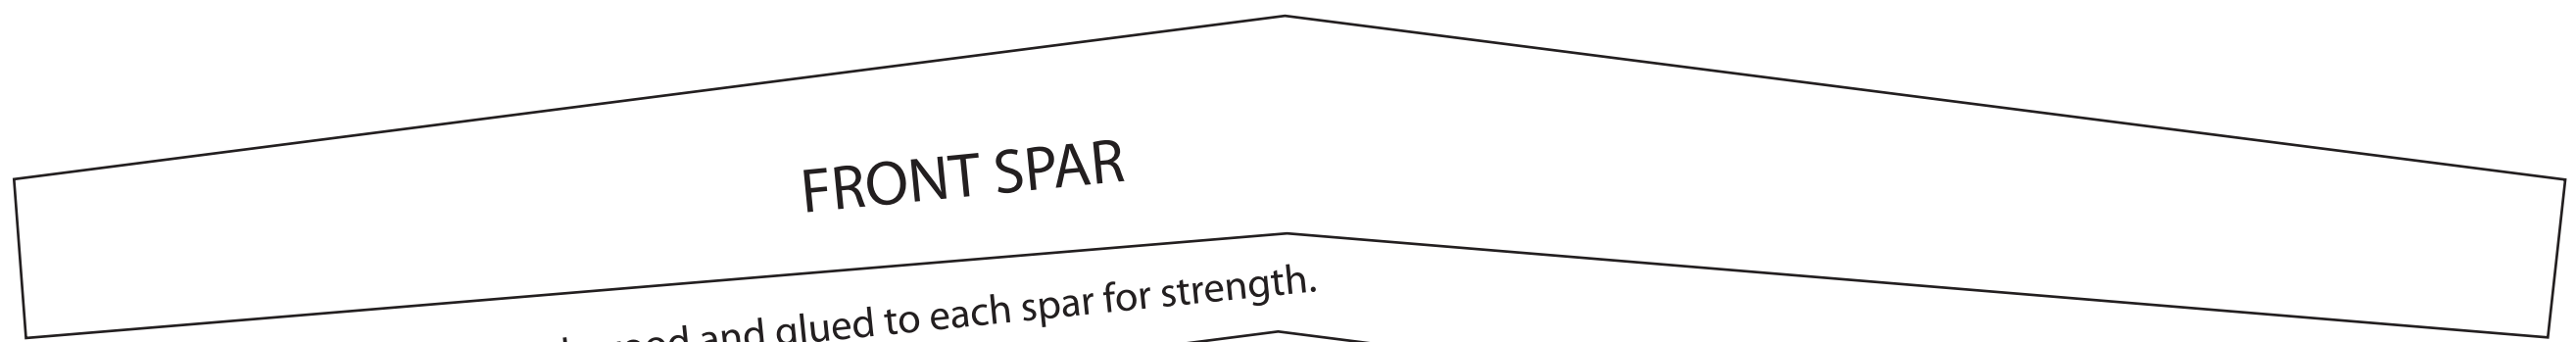 FRONT SPAR
and glued to each spar for strength.